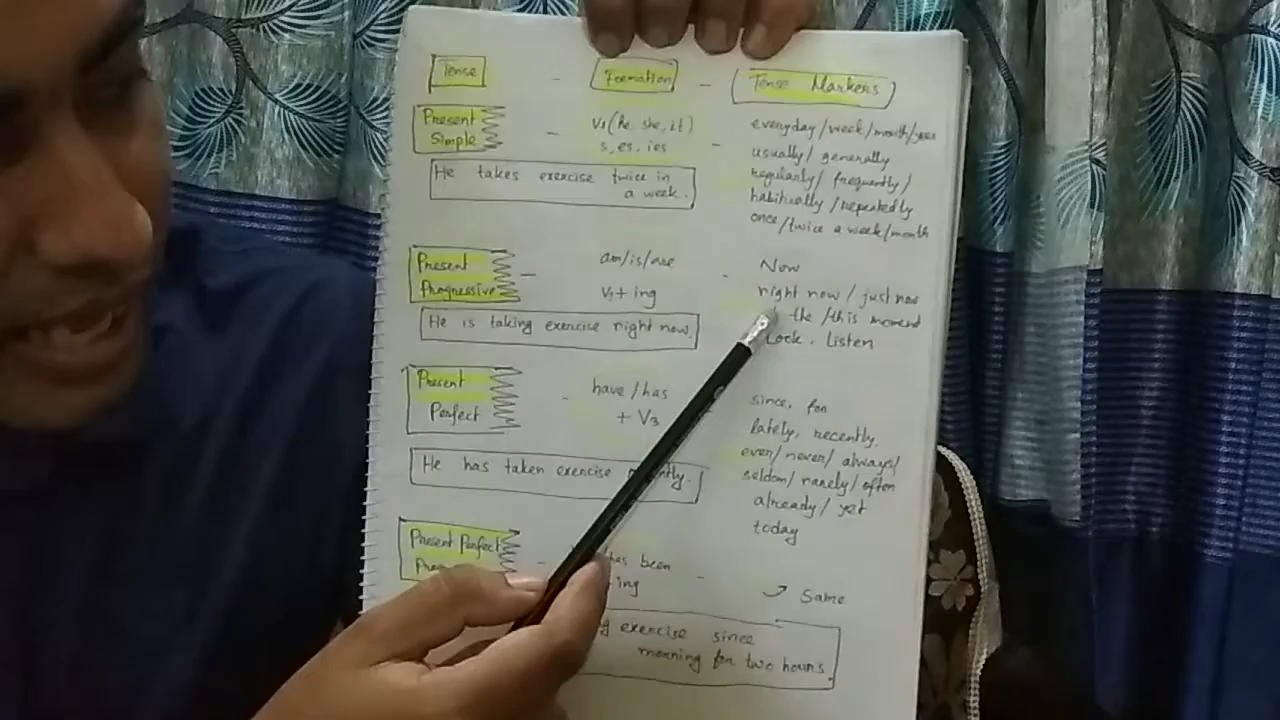 Tense - Formation - Tense Markers
Present Simple - V1 (he, she, it) s, es, ies -
everyday/week/month/year
usually/ generally
regularly/ frequently/
habitually /repeatedly
once/twice a week/month
He takes exercise twice in
a week.
Present Progressive - am/is/are V1+ ing -
Now
right now / just now
the /this moment
Look. Listen
He is taking exercise right now.
Present Perfect - have/has + V3
since, for
lately, recently.
ever/never/always/
seldom/rarely/often
already/yet
today
He has taken exercise
Present Perfect
- has been
ing - Same
exercise since
morning for two hours.